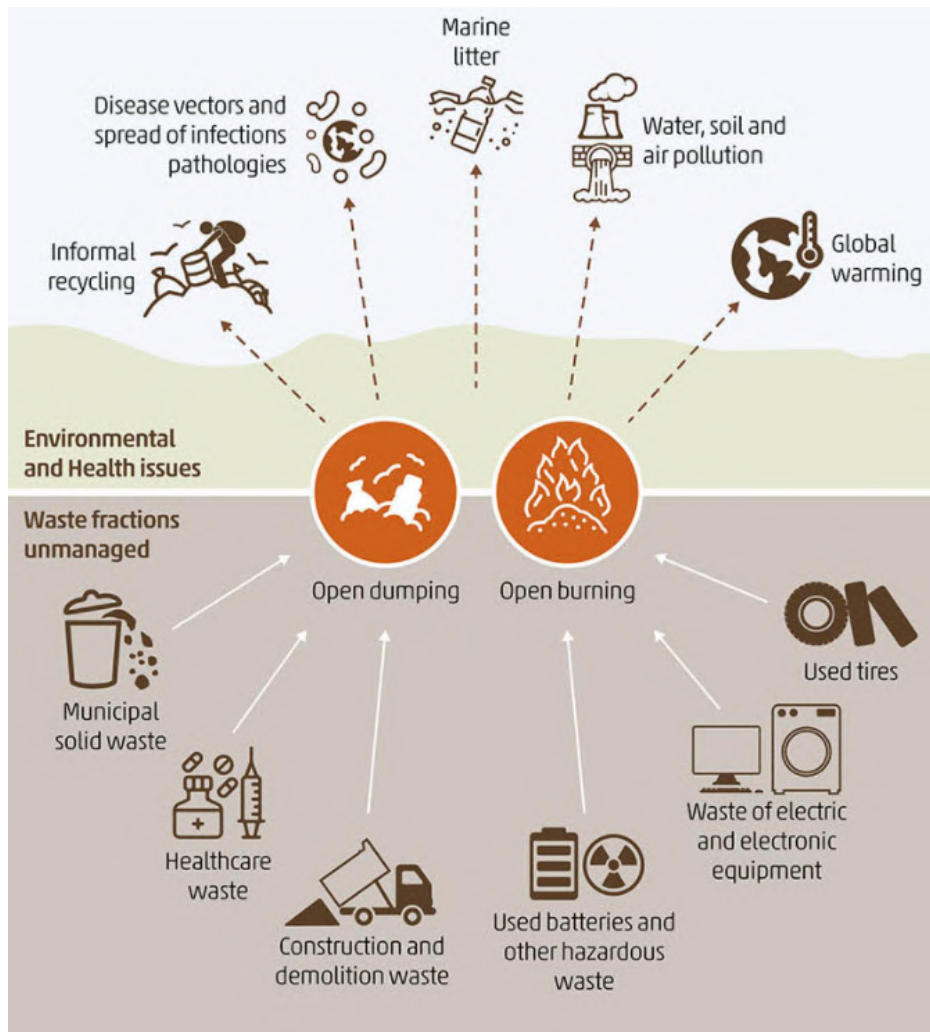 Marine
litter
Disease vectors and
spread of infections
pathologies
Water, soil and
air pollution
Informal
recycling
Global
warming
Environmental
and Health issues
Waste fractions
unmanaged
Open dumping
Open burning
Used tires
Municipal
solid waste
Waste of electric
and electronic
equipment
Healthcare
waste
Used batteries and
other hazardous
waste
Construction and
demolition waste